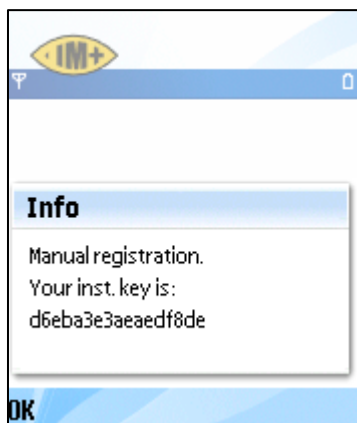 IM+
Info
Manual registration.
Your inst. key is:
d6eba3e3aeaedf8de
OK